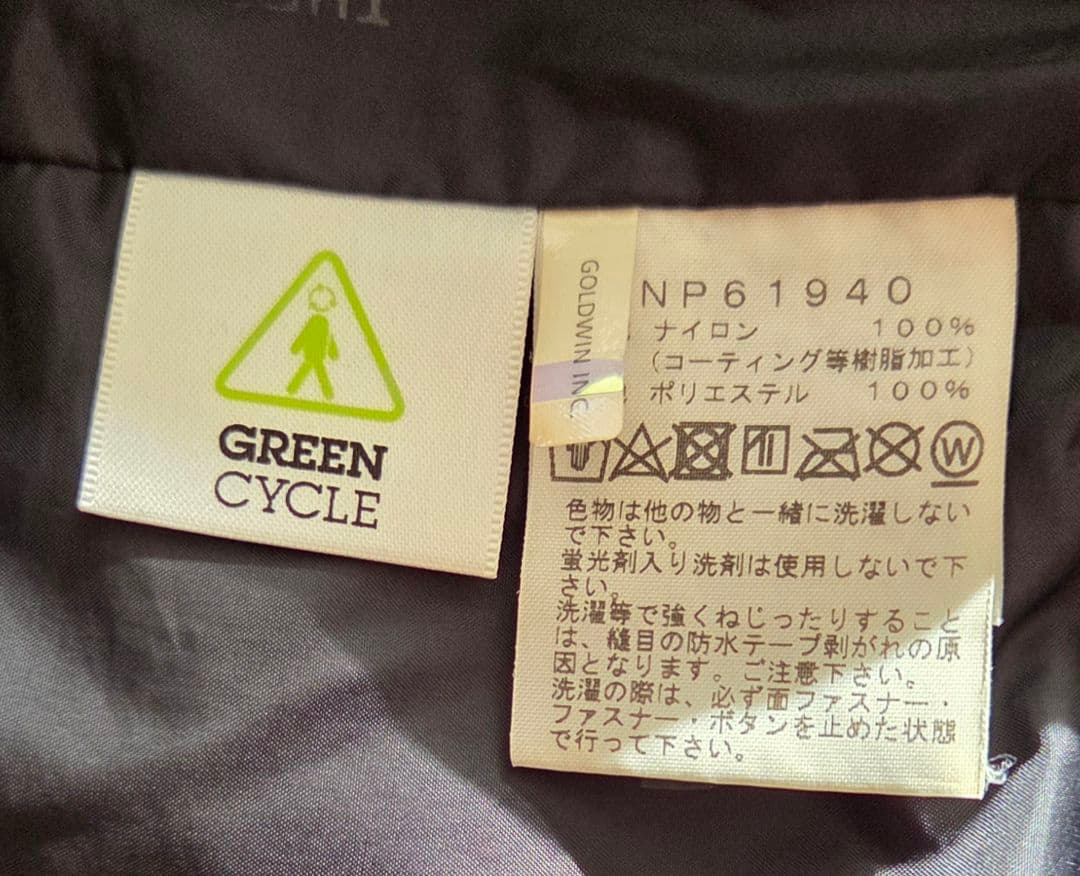 GREEN
CYCLE
GOLDWIN INC.
NP61940
ナイロン 100%
(コーティング等樹脂加工)
ポリエステル 100%
W
色物は他の物と一緒に洗濯しない
で下さい。
蛍光剤入り洗剤は使用しないで下
さい。
洗濯等で強くねじったりすること
は、縫目の防水テープ剥がれの原
因となります。ご注意下さい。
洗濯の際は、必ず面ファスナー・
ファスナー・ボタンを止めた状態
で行って下さい。